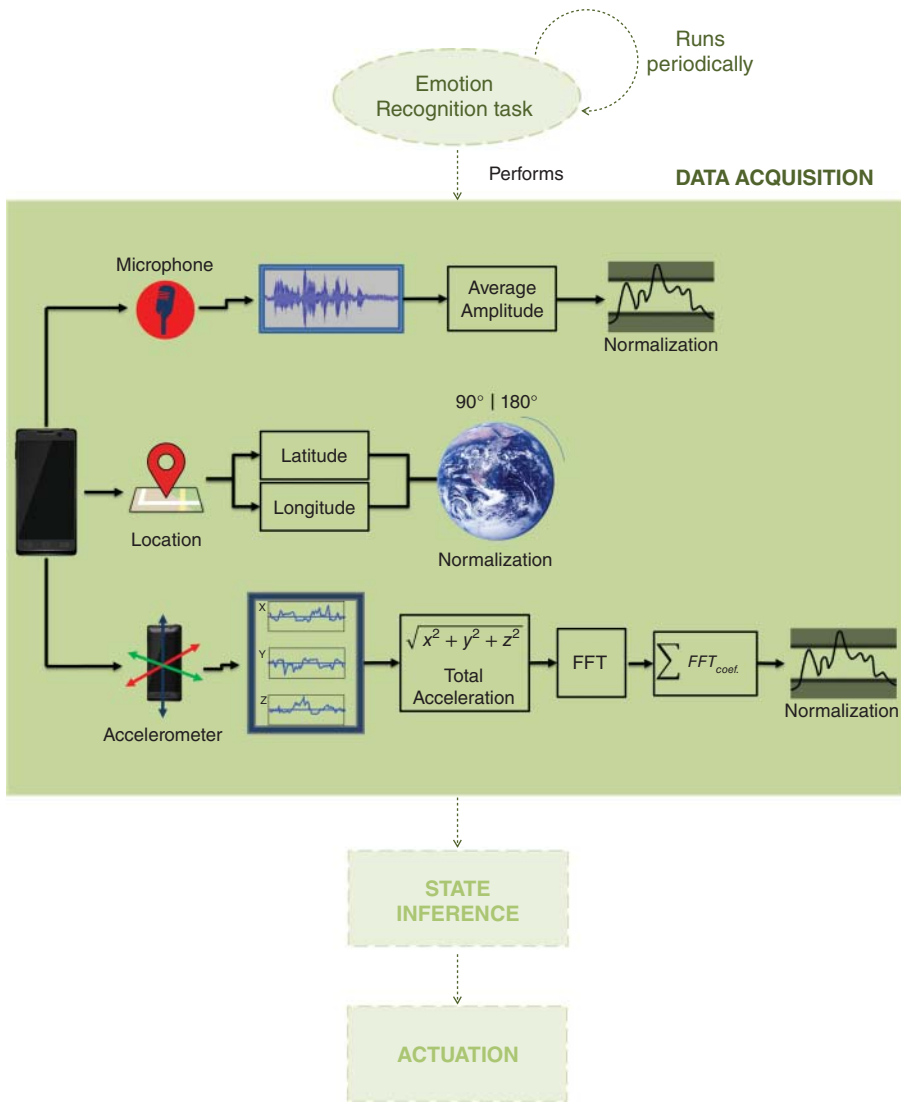 Runs
periodically
Emotion
Recognition task
Performs
DATA ACQUISITION
Microphone
Average
Amplitude
Normalization
90° | 180°
Latitude
Longitude
Location
Normalization
X
Y
Z
√x² + y² + z²
Total
Acceleration
FFT
∑ FFTcoef.
Normalization
Accelerometer
STATE
INFERENCE
ACTUATION